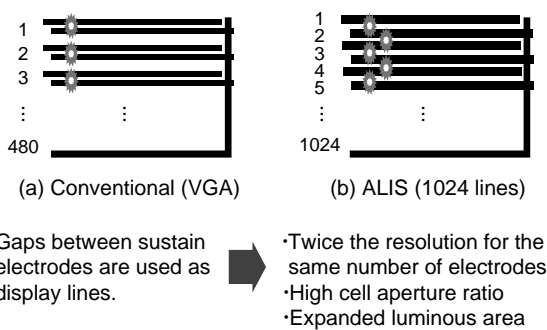 1
2
3
⋮
⋮
480
(a) Conventional (VGA)
1
2
3
4
5
⋮
⋮
1024
(b) ALIS (1024 lines)
Gaps between sustain
electrodes are used as
display lines.
・Twice the resolution for the
same number of electrodes
・High cell aperture ratio
・Expanded luminous area